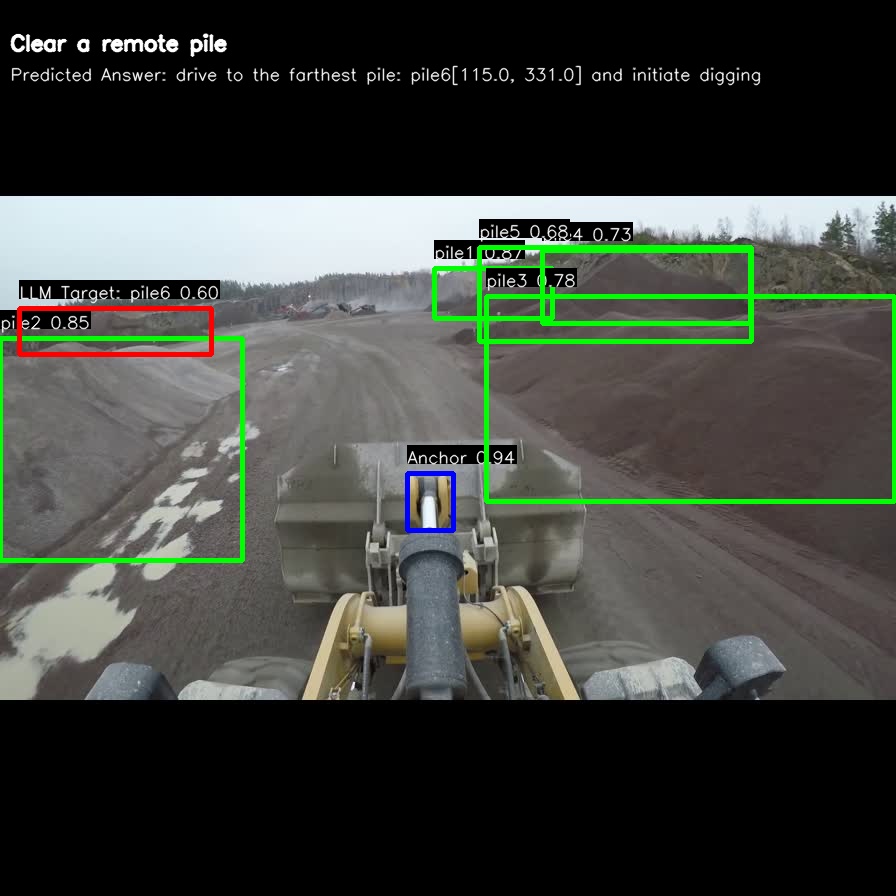 Clear a remote pile
Predicted Answer: drive to the farthest pile: pile6[115.0, 331.0] and initiate digging
pile5 0.68
4 0.73
pile1 0.87
pile3 0.78
LLM Target: pile6 0.60
pile2 0.85
Anchor 0.94